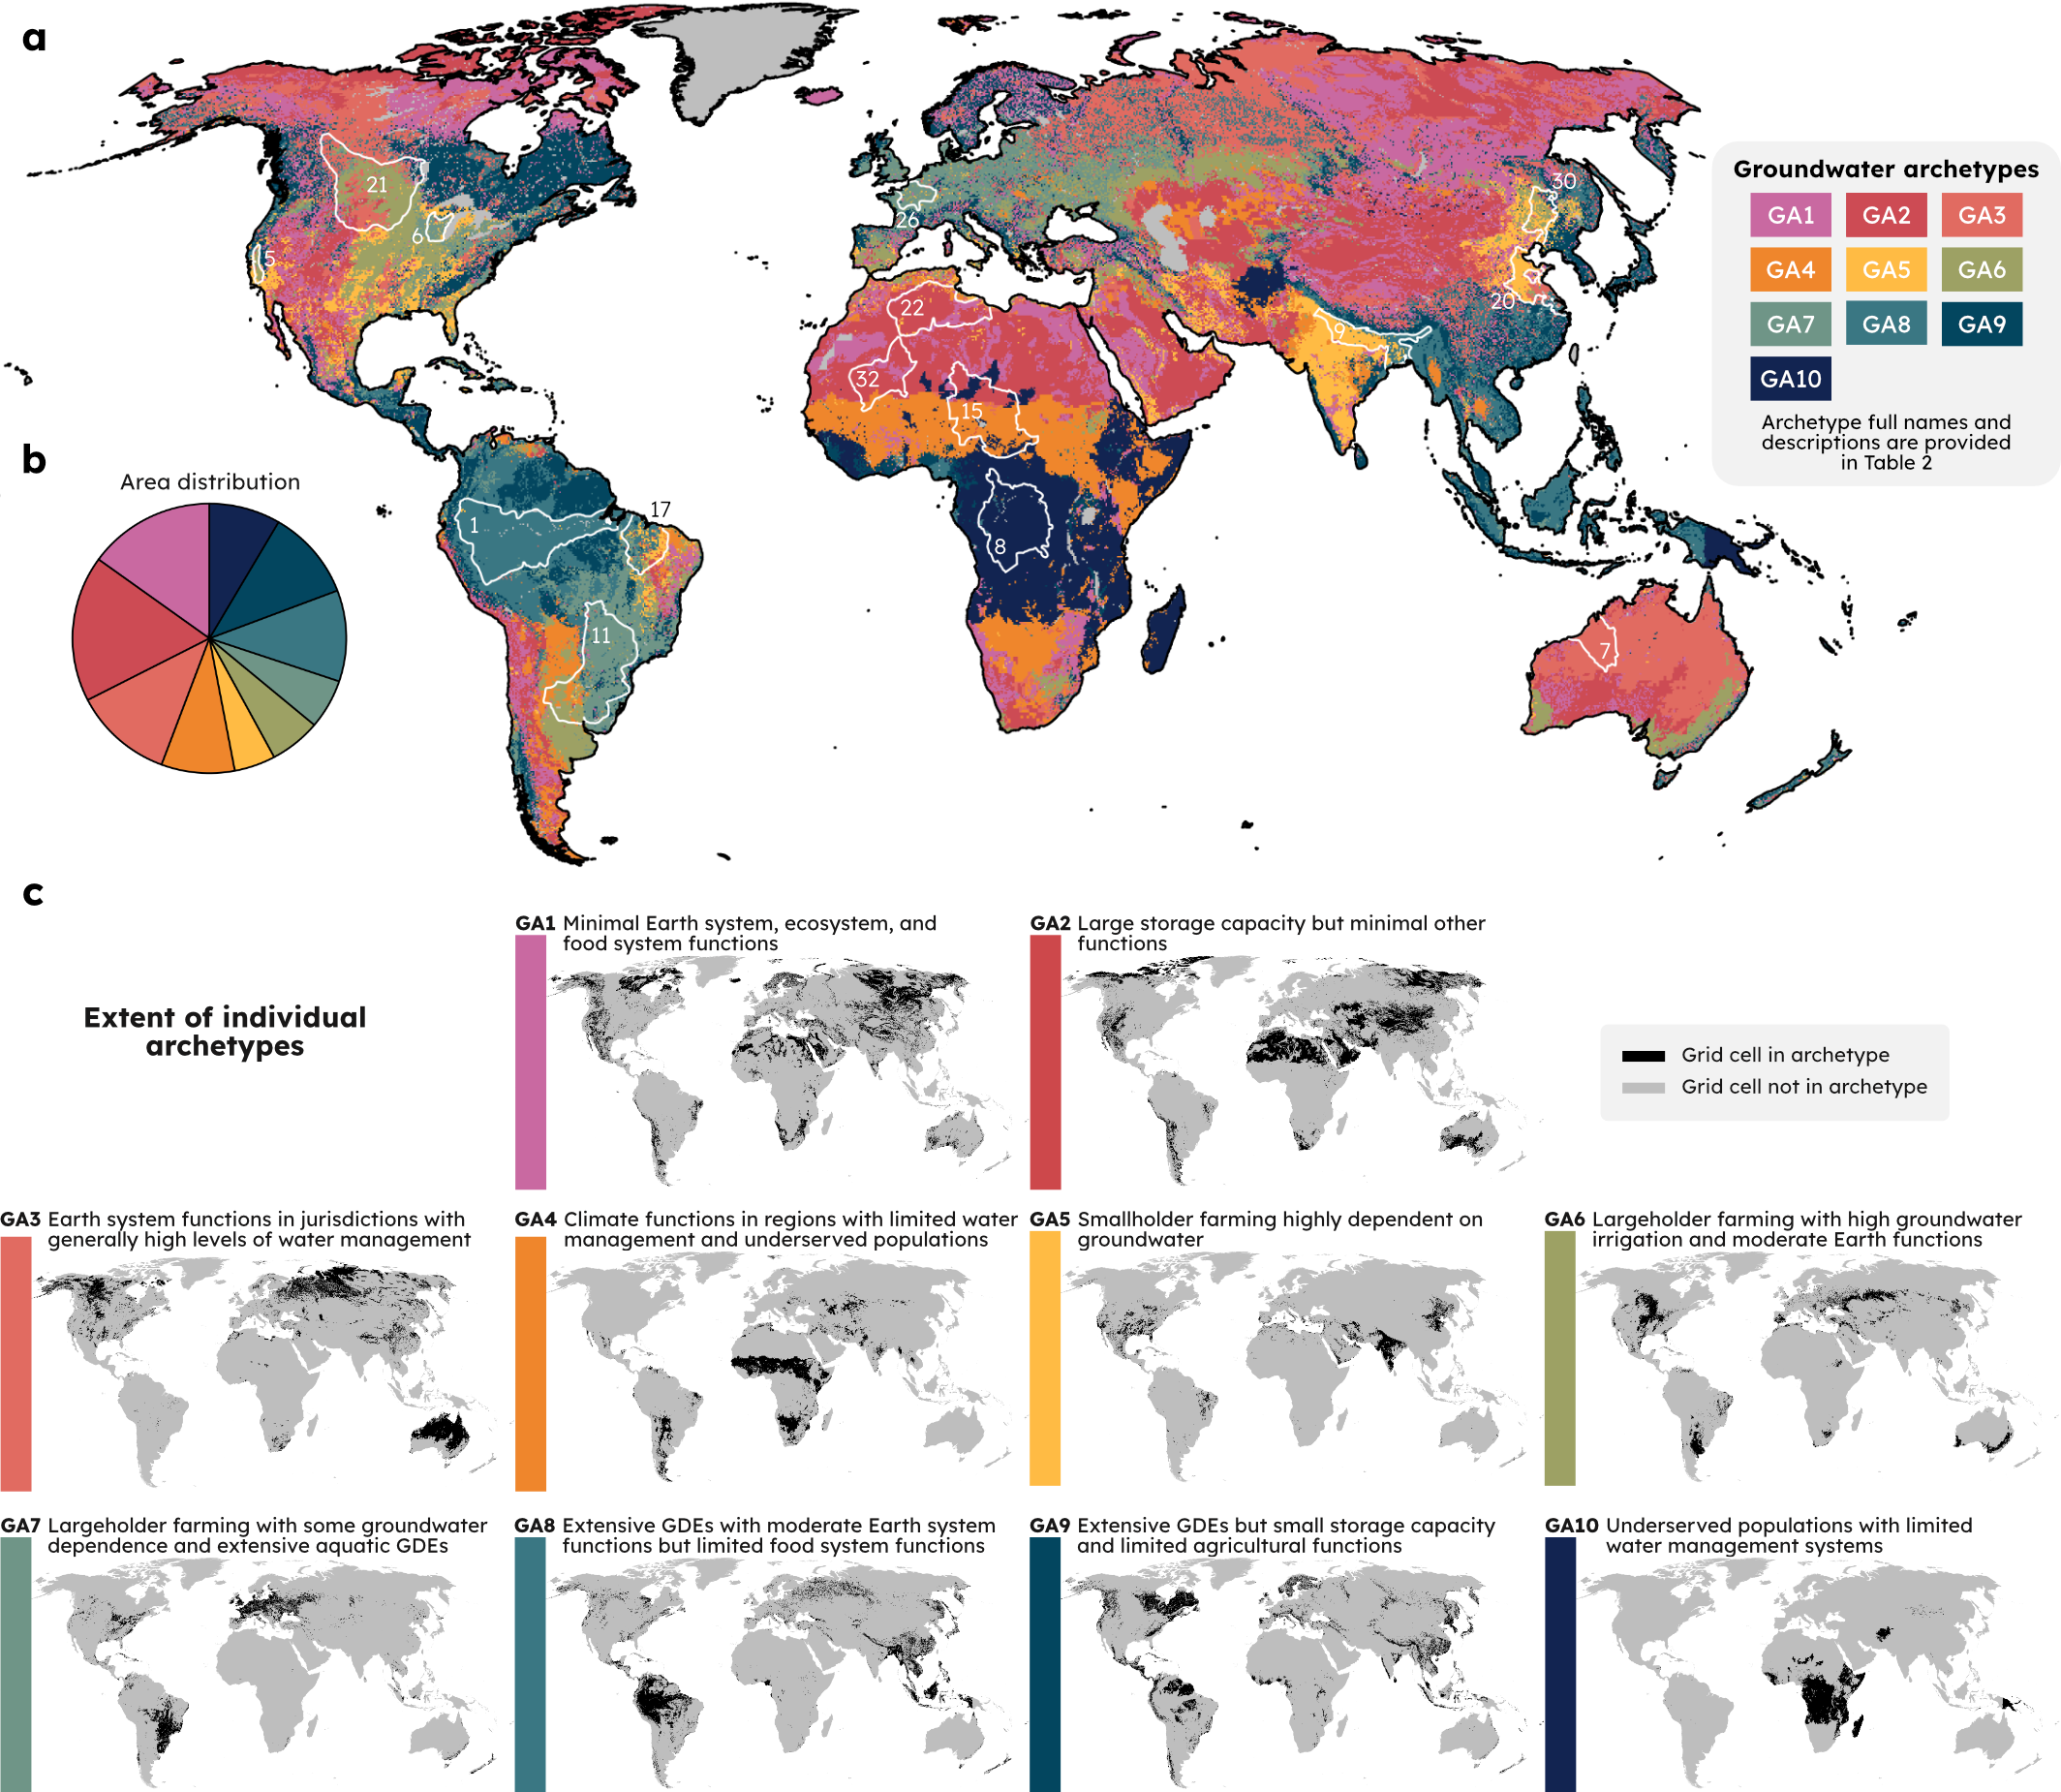 a
21
6
5
26
30
20
9
22
32
15
8
1
17
11
7
Groundwater archetypes
GA1 GA2 GA3
GA4 GA5 GA6
GA7 GA8 GA9
GA10
Archetype full names and
descriptions are provided
in Table 2
b
Area distribution
c
Extent of individual
archetypes
GA1 Minimal Earth system, ecosystem, and
food system functions
GA2 Large storage capacity but minimal other
functions
Grid cell in archetype
Grid cell not in archetype
GA3 Earth system functions in jurisdictions with
generally high levels of water management
GA4 Climate functions in regions with limited water
management and underserved populations
GA5 Smallholder farming highly dependent on
groundwater
GA6 Largeholder farming with high groundwater
irrigation and moderate Earth functions
GA7 Largeholder farming with some groundwater
dependence and extensive aquatic GDEs
GA8 Extensive GDEs with moderate Earth system
functions but limited food system functions
GA9 Extensive GDEs but small storage capacity
and limited agricultural functions
GA10 Underserved populations with limited
water management systems